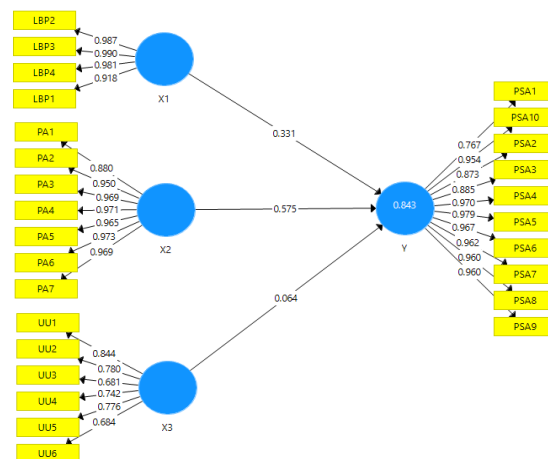 LBP2
LBP3
LBP4
LBP1
0.987
0.990
0.981
0.918
X1
0.331
PA1
PA2
PA3
PA4
PA5
PA6
PA7
0.880
0.950
0.969
0.971
0.965
0.973
0.969
X2
0.575
UU1
UU2
UU3
UU4
UU5
UU6
0.844
0.780
0.681
0.742
0.776
0.684
X3
0.064
0.843
Y
0.767
0.954
0.873
0.885
0.970
0.979
0.967
0.962
0.960
0.960
PSA1
PSA10
PSA2
PSA3
PSA4
PSA5
PSA6
PSA7
PSA8
PSA9